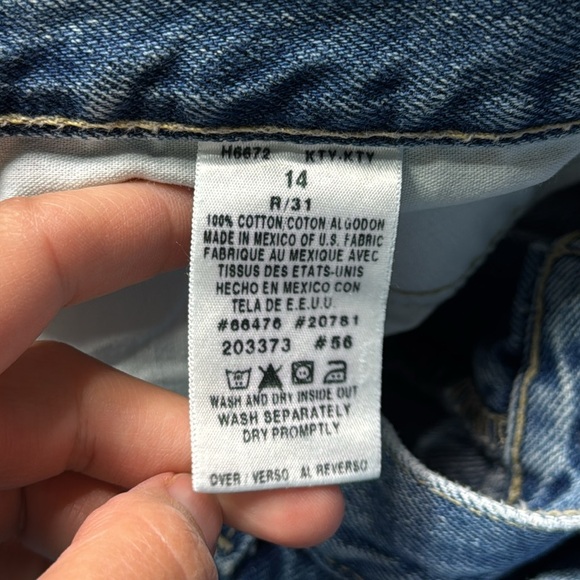 H6672 KTY-KTY
14
R/31
100% COTTON/COTON ALGODON
MADE IN MEXICO OF U.S. FABRIC
FABRIQUE AU MEXIQUE AVEC
TISSUS DES ETATS-UNIS
HECHO EN MEXICO CON
TELA DE E.E.U.U.
#66476 #20781
203373 #56
WASH AND DRY INSIDE OUT
WASH SEPARATELY
DRY PROMPTLY
OVER/VERSO AL REVERSO